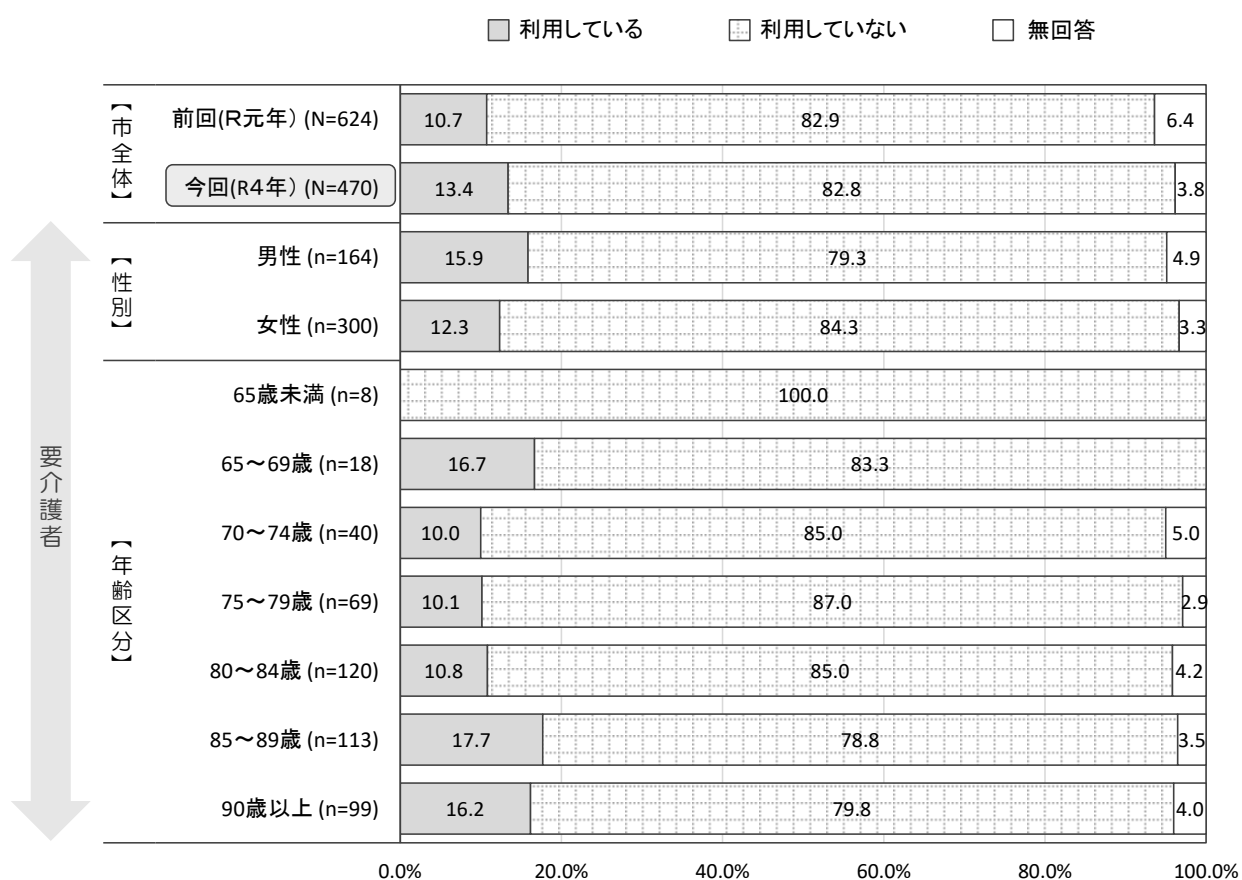 利用している 利用していない 無回答
【市全体】
前回(Ｒ元年) (N=624) 10.7 82.9 6.4
今回(R４年) (N=470) 13.4 82.8 3.8
要介護者
【性別】
男性 (n=164) 15.9 79.3 4.9
女性 (n=300) 12.3 84.3 3.3
【年齢区分】
65歳未満 (n=8) 100.0
65～69歳 (n=18) 16.7 83.3
70～74歳 (n=40) 10.0 85.0 5.0
75～79歳 (n=69) 10.1 87.0 2.9
80～84歳 (n=120) 10.8 85.0 4.2
85～89歳 (n=113) 17.7 78.8 3.5
90歳以上 (n=99) 16.2 79.8 4.0
0.0% 20.0% 40.0% 60.0% 80.0% 100.0%